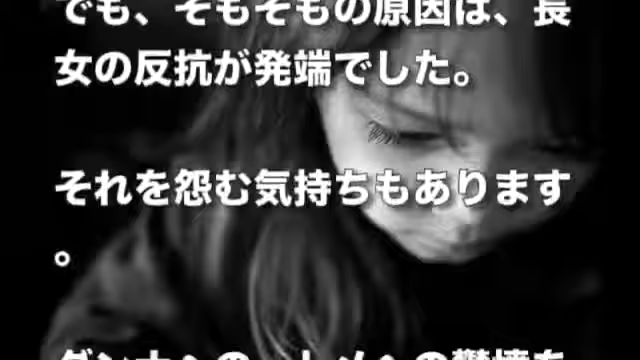 でも、そもそもの原因は、長
女の反抗が発端でした。
それを怨む気持ちもあります
。